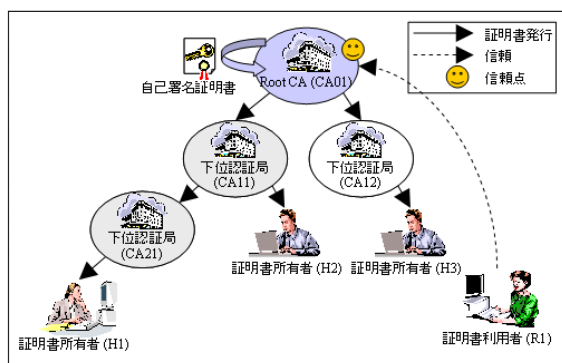 証明書発行
信頼
信頼点
自己署名証明書
Root CA (CA01)
下位認証局
(CA11)
下位認証局
(CA12)
下位認証局
(CA21)
証明書所有者 (H2)
証明書所有者 (H3)
証明書所有者 (H1)
証明書利用者 (R1)